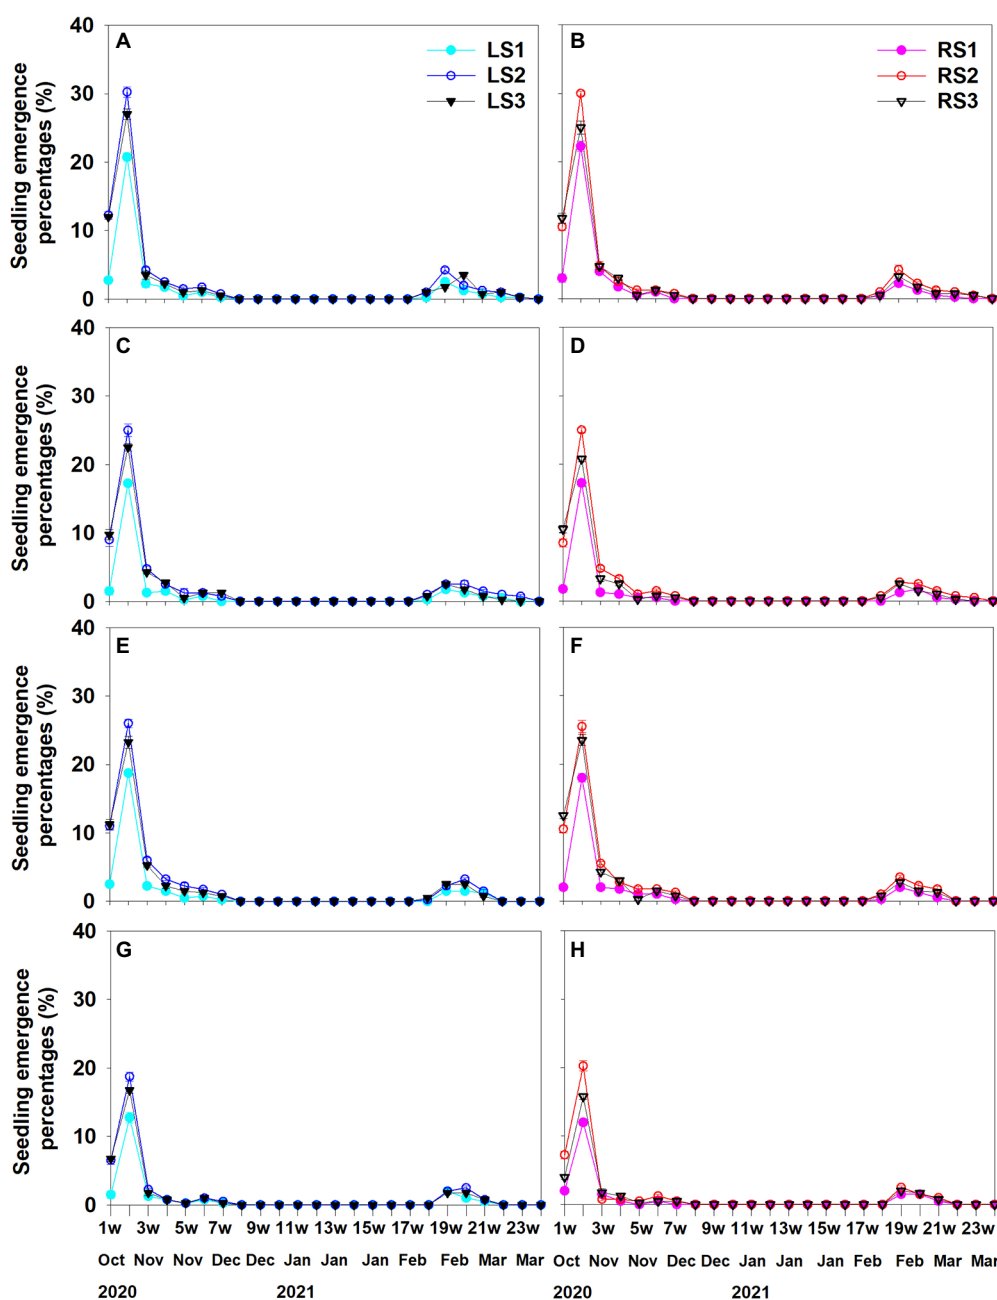 A
LS1
LS2
LS3
B
RS1
RS2
RS3
Seedling emergence
percentages (%)
40
30
20
10
0
C
D
Seedling emergence
percentages (%)
40
30
20
10
0
E
F
Seedling emergence
percentages (%)
40
30
20
10
0
G
H
Seedling emergence
percentages (%)
40
30
20
10
0
1w 3w 5w 7w 9w 11w 13w 15w 17w 19w 21w 23w
Oct Nov Nov Dec Dec Jan Jan Jan Feb Feb Mar Mar
2020 2021
1w 3w 5w 7w 9w 11w 13w 15w 17w 19w 21w 23w
Oct Nov Nov Dec Dec Jan Jan Jan Feb Feb Mar Mar
2020 2021